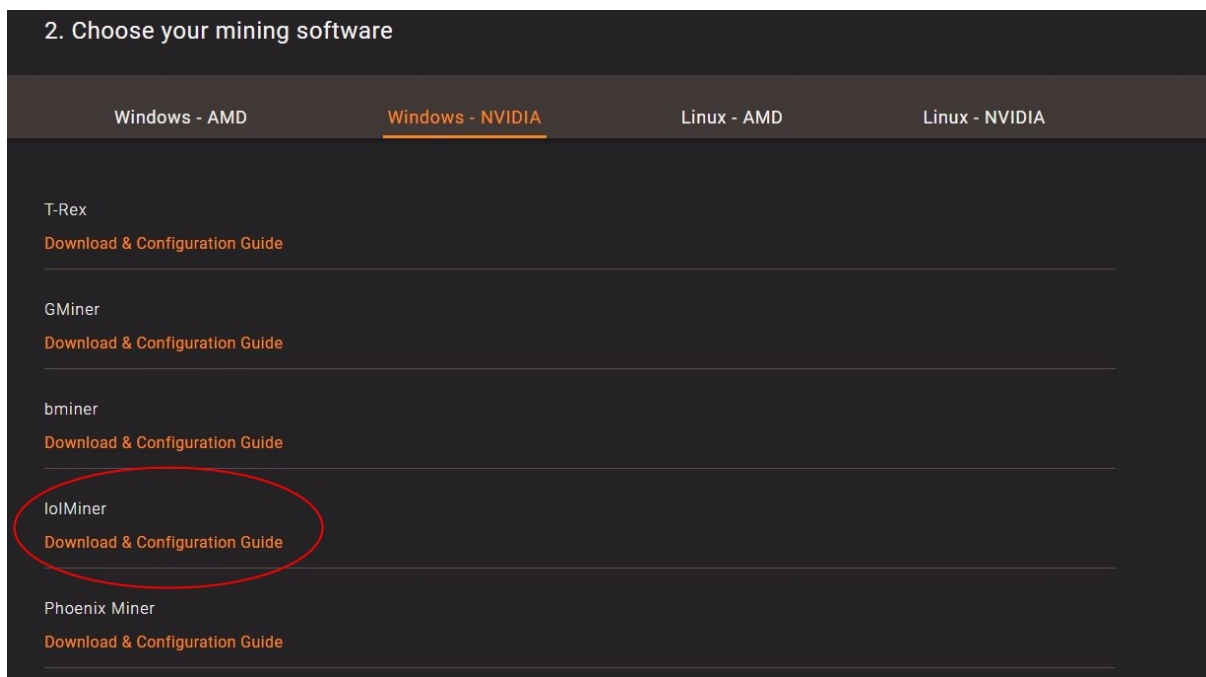 2. Choose your mining software
Windows - AMD
Windows - NVIDIA
Linux - AMD
Linux - NVIDIA
T-Rex
Download & Configuration Guide
GMiner
Download & Configuration Guide
bminer
Download & Configuration Guide
lolMiner
Download & Configuration Guide
Phoenix Miner
Download & Configuration Guide